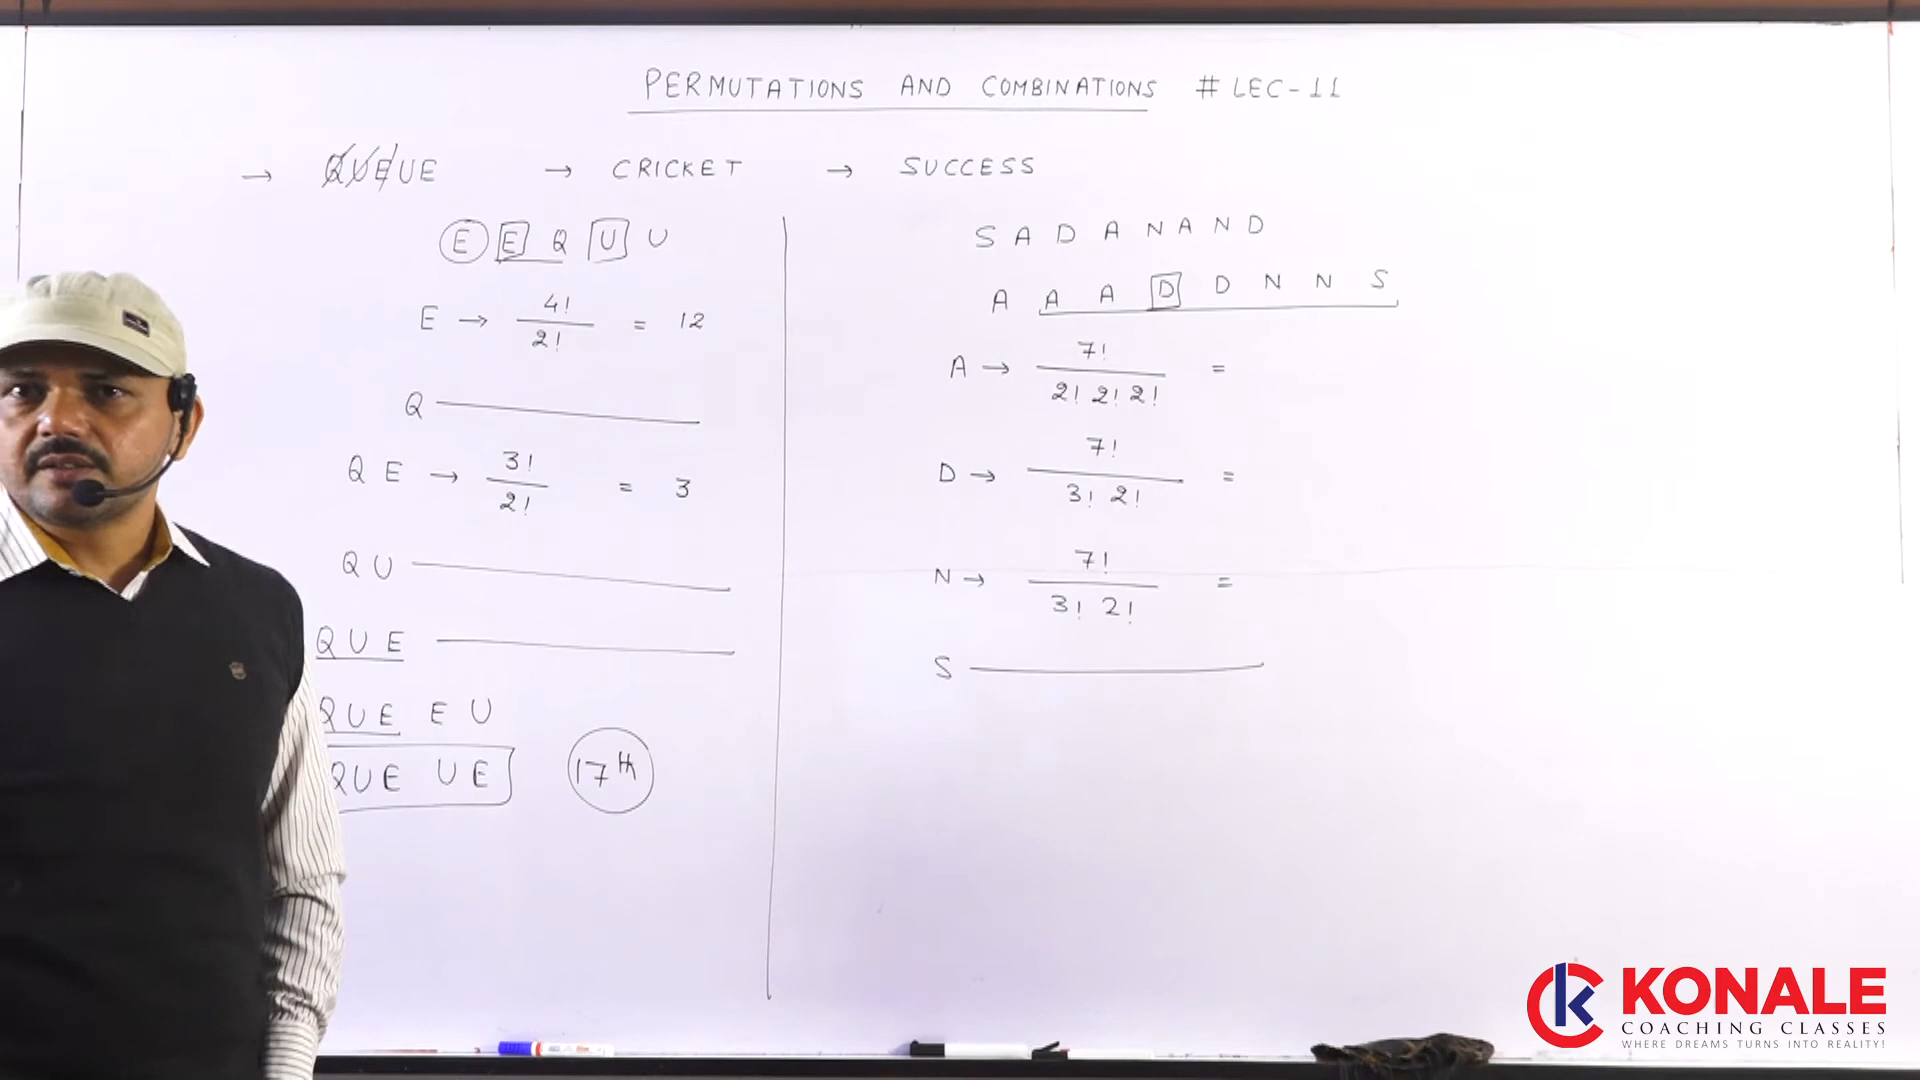 PERMUTATIONS AND COMBINATIONS # LEC-11
→ QUEUE → CRICKET → SUCCESS
E E Q U U
E → 4!/2! = 12
Q
Q E → 3!/2! = 3
Q U
Q U E
QUE E U
QUE UE 17th
S A D A N A N D
A A A D D N N S
A → 7!/2! 2! 2! =
D → 7!/3! 2! =
N → 7!/3! 2! =
S
KONALE
COACHING CLASSES
WHERE DREAMS TURNS INTO REALITY!